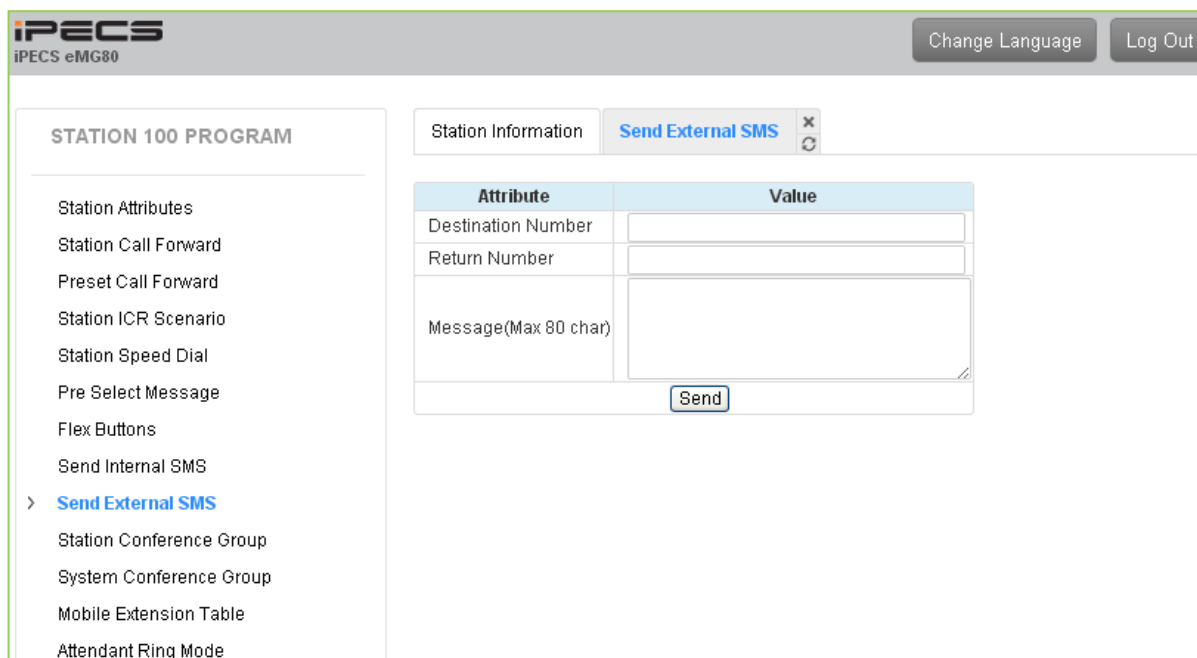 iPECS
iPECS eMG80
Change Language
Log Out
STATION 100 PROGRAM
Station Attributes
Station Call Forward
Preset Call Forward
Station ICR Scenario
Station Speed Dial
Pre Select Message
Flex Buttons
Send Internal SMS
Send External SMS
Station Conference Group
System Conference Group
Mobile Extension Table
Attendant Ring Mode
Station Information
Send External SMS
Attribute
Value
Destination Number
Return Number
Message(Max 80 char)
Send